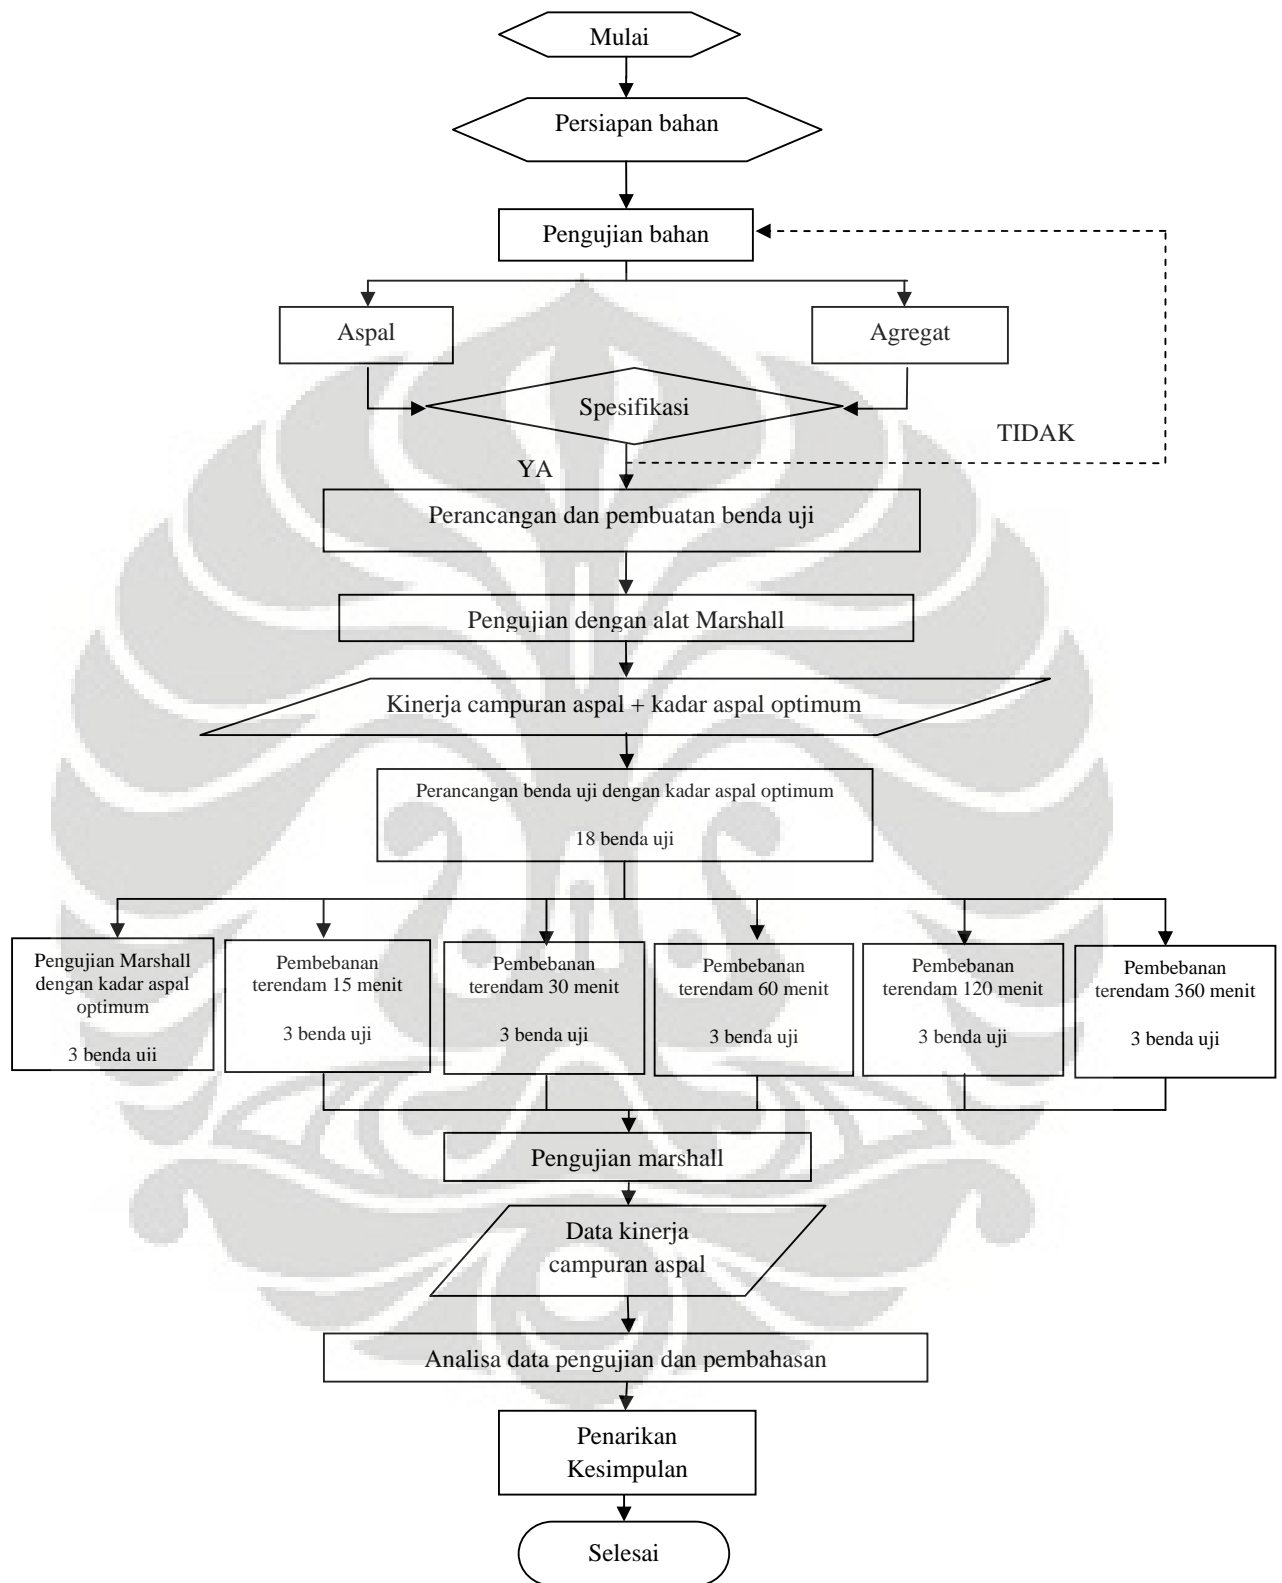 Mulai
Persiapan bahan
Pengujian bahan
Aspal
Agregat
Spesifikasi
TIDAK
YA
Perancangan dan pembuatan benda uji
Pengujian dengan alat Marshall
Kinerja campuran aspal + kadar aspal optimum
Perancangan benda uji dengan kadar aspal optimum
18 benda uji
Pengujian Marshall
dengan kadar aspal
optimum
3 benda uji
Pembebanan
terendam 15 menit
3 benda uji
Pembebanan
terendam 30 menit
3 benda uji
Pembebanan
terendam 60 menit
3 benda uji
Pembebanan
terendam 120 menit
3 benda uji
Pembebanan
terendam 360 menit
3 benda uji
Pengujian marshall
Data kinerja
campuran aspal
Analisa data pengujian dan pembahasan
Penarikan
Kesimpulan
Selesai